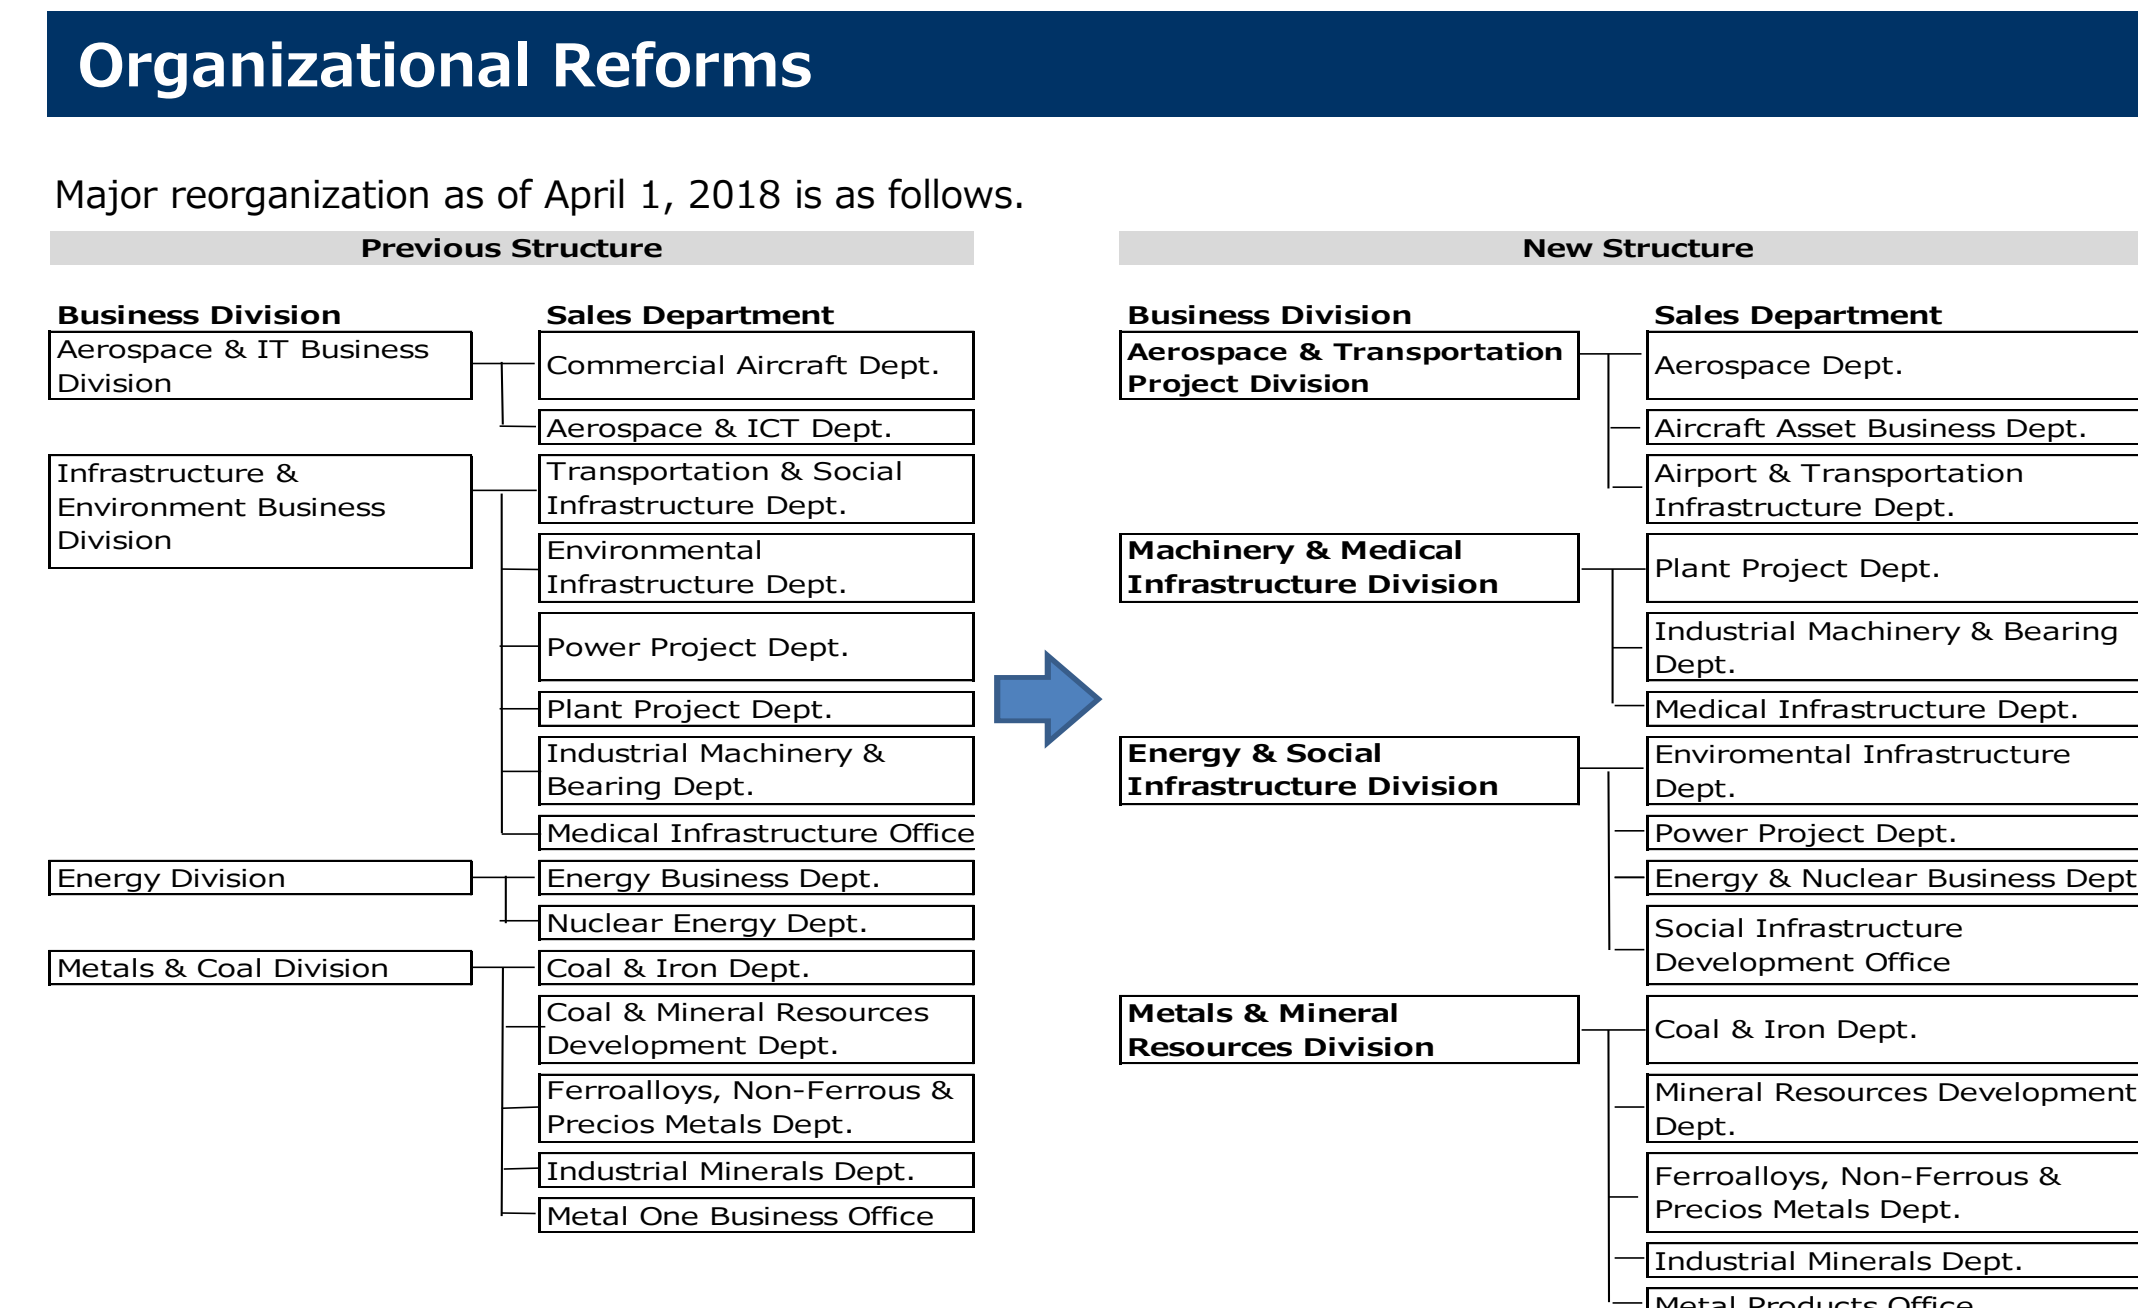 Organizational Reforms
Major reorganization as of April 1, 2018 is as follows.
Previous Structure
Business Division
Sales Department
Aerospace & IT Business
Division
Commercial Aircraft Dept.
Aerospace & ICT Dept.
Infrastructure &
Environment Business
Division
Transportation & Social
Infrastructure Dept.
Environmental
Infrastructure Dept.
Power Project Dept.
Plant Project Dept.
Industrial Machinery &
Bearing Dept.
Medical Infrastructure Office
Energy Division
Energy Business Dept.
Nuclear Energy Dept.
Metals & Coal Division
Coal & Iron Dept.
Coal & Mineral Resources
Development Dept.
Ferroalloys, Non-Ferrous &
Precios Metals Dept.
Industrial Minerals Dept.
Metal One Business Office
New Structure
Business Division
Sales Department
Aerospace & Transportation
Project Division
Aerospace Dept.
Aircraft Asset Business Dept.
Airport & Transportation
Infrastructure Dept.
Machinery & Medical
Infrastructure Division
Plant Project Dept.
Industrial Machinery & Bearing
Dept.
Medical Infrastructure Dept.
Energy & Social
Infrastructure Division
Enviromental Infrastructure
Dept.
Power Project Dept.
Energy & Nuclear Business Dept
Social Infrastructure
Development Office
Metals & Mineral
Resources Division
Coal & Iron Dept.
Mineral Resources Development
Dept.
Ferroalloys, Non-Ferrous &
Precios Metals Dept.
Industrial Minerals Dept.
Metal Products Office